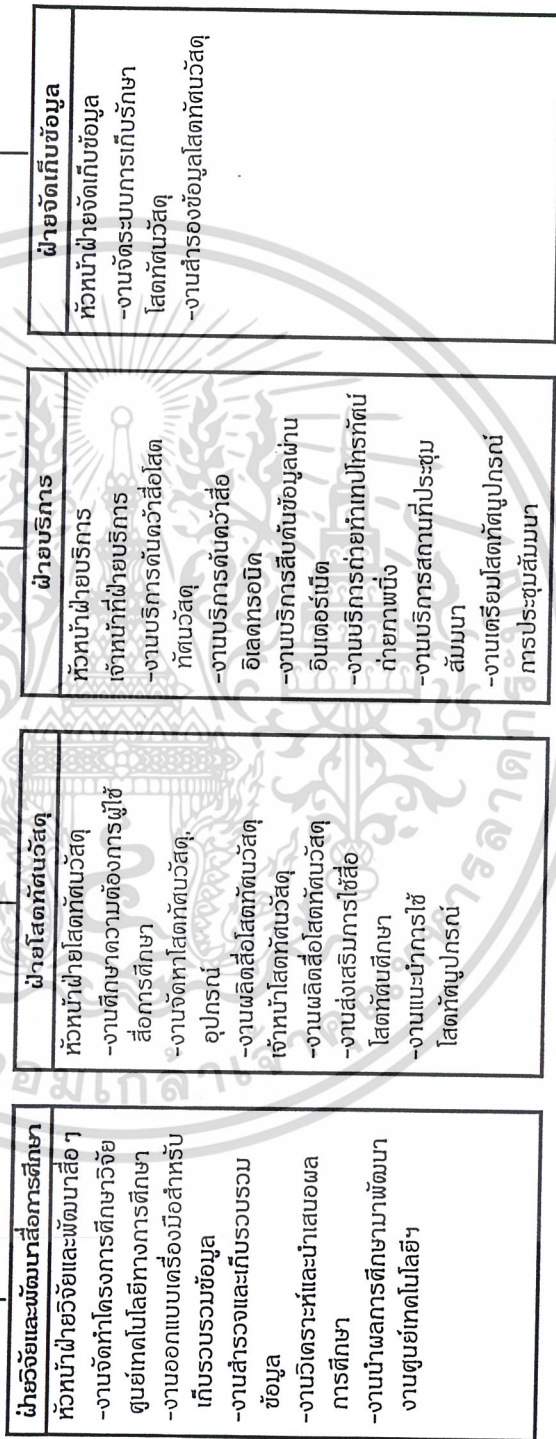 ฝ่ายวิจัยและพัฒนาสื่อการศึกษา
หัวหน้าฝ่ายวิจัยและพัฒนาสื่อฯ
-งานจัดทำโครงการศึกษาวิจัย
ศูนย์เทคโนโลยีทางการศึกษา
-งานออกแบบเครื่องมือสำหรับ
เก็บรวบรวมข้อมูล
-งานสำรวจและเก็บรวบรวม
ข้อมูล
-งานวิเคราะห์และนำเสนอผล
การศึกษา
-งานนำผลการศึกษามาพัฒนา
งานศูนย์เทคโนโลยีฯ
ฝ่ายโสตทัศนวัสดุ
หัวหน้าฝ่ายโสตทัศนวัสดุ
-งานศึกษาความต้องการผู้ใช้
สื่อการศึกษา
-งานจัดหาโสตทัศนวัสดุ,
อุปกรณ์
-งานผลิตสื่อโสตทัศนวัสดุ
เจ้าหน้าโสตทัศนวัสดุ
-งานผลิตสื่อโสตทัศนวัสดุ
-งานส่งเสริมการใช้สื่อ
โสตทัศนศึกษา
-งานแนะนำการใช้
โสตทัศนูปกรณ์
ฝ่ายบริการ
หัวหน้าฝ่ายบริการ
เจ้าหน้าที่ฝ่ายบริการ
-งานบริการค้นคว้าสื่อโสต
ทัศนวัสดุ
-งานบริการค้นคว้าสื่อ
อิเลคทรอนิค
-งานบริการสืบค้นข้อมูลผ่าน
อินเตอร์เน็ต
-งานบริการถ่ายทำเทปโทรทัศน์
ถ่ายภาพนิ่ง
-งานบริการสถานที่ประชุม
สัมมนา
-งานเตรียมโสตทัศนูปกรณ์
การประชุมสัมมนา
ฝ่ายจัดเก็บข้อมูล
หัวหน้าฝ่ายจัดเก็บข้อมูล
-งานจัดระบบการเก็บรักษา
โสตทัศนวัสดุ
-งานสำรองข้อมูลโสตทัศนวัสดุ